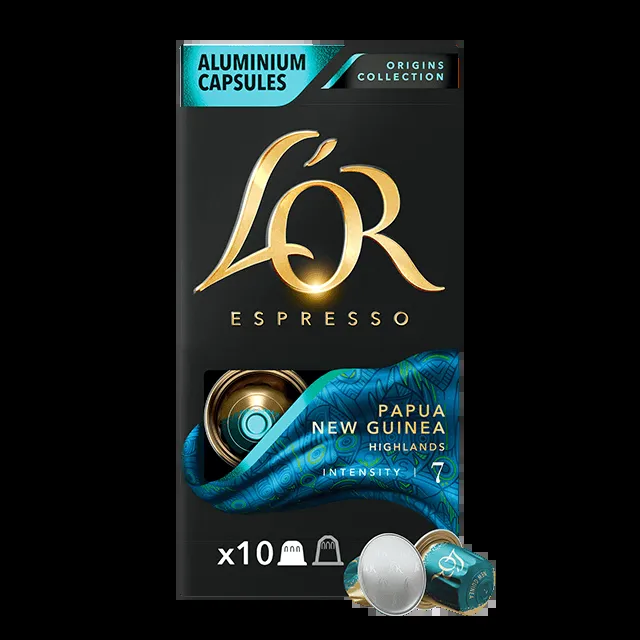 ALUMINIUM
CAPSULES
ORIGINS
COLLECTION
L'OR
ESPRESSO
PAPUA
NEW GUINEA
HIGHLANDS
INTENSITY | 7
x10